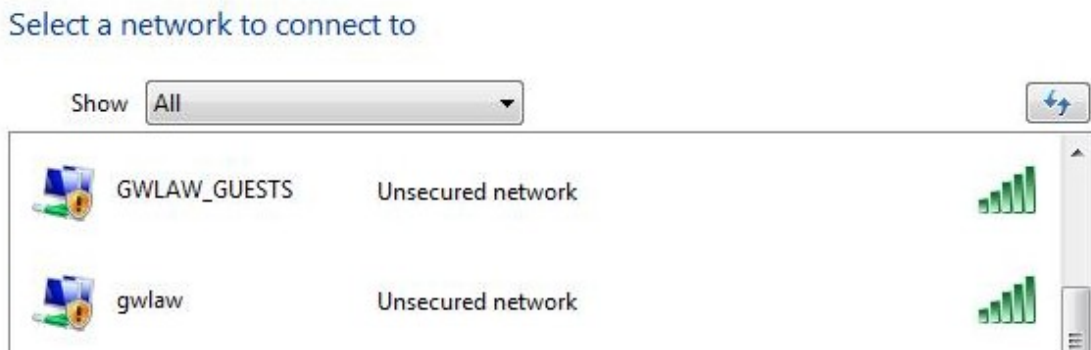 Select a network to connect to
Show All
GWLAW_GUESTS Unsecured network
gwlaw Unsecured network